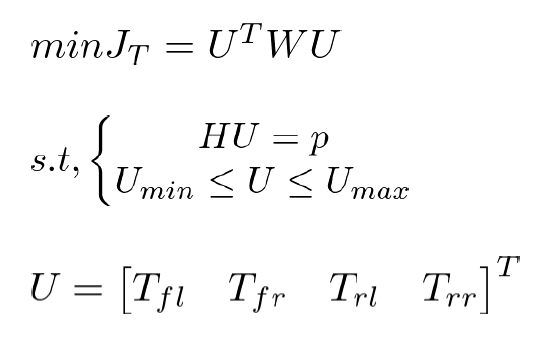 minJ_T = U^T W U
s.t, { HU = p
U_min ≤ U ≤ U_max
U = [T_fl T_fr T_rl T_rr]^T